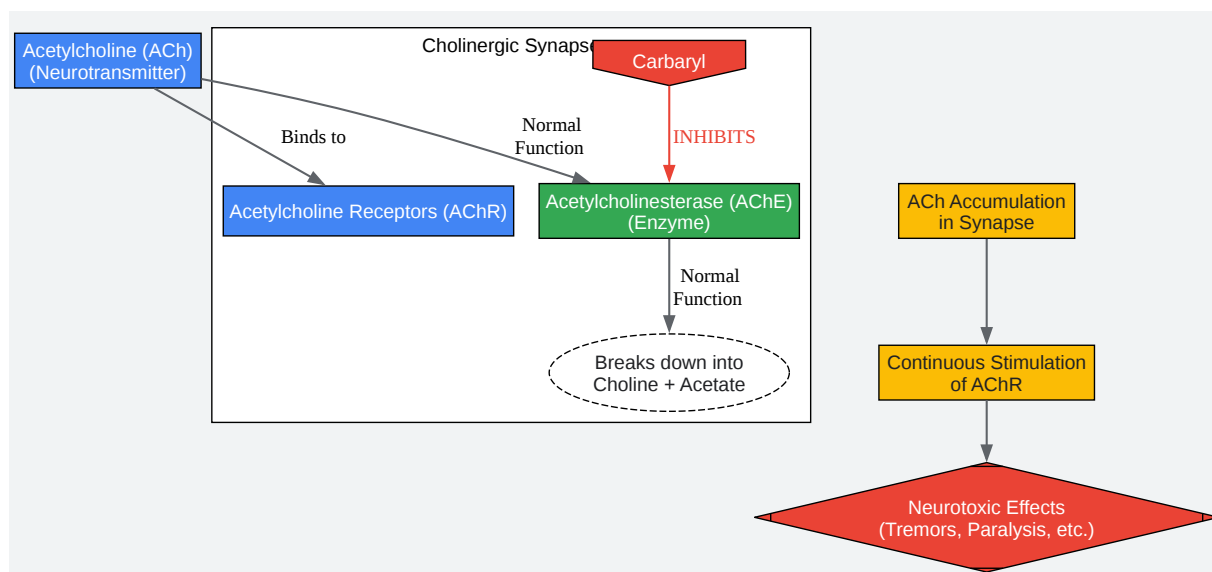 Acetylcholine (ACh)
(Neurotransmitter)
Cholinergic Synapse
Carbaryl
Binds to
Normal
Function
INHIBITS
Acetylcholine Receptors (AChR)
Acetylcholinesterase (AChE)
(Enzyme)
ACh Accumulation
in Synapse
Normal
Function
Breaks down into
Choline + Acetate
Continuous Stimulation
of AChR
Neurotoxic Effects
(Tremors, Paralysis, etc.)